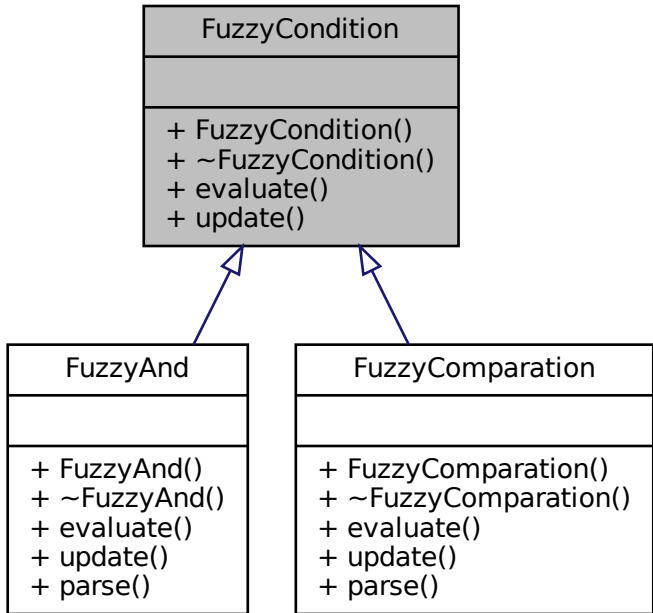 FuzzyCondition
+ FuzzyCondition()
+ ~FuzzyCondition()
+ evaluate()
+ update()
FuzzyAnd
+ FuzzyAnd()
+ ~FuzzyAnd()
+ evaluate()
+ update()
+ parse()
FuzzyComparation
+ FuzzyComparation()
+ ~FuzzyComparation()
+ evaluate()
+ update()
+ parse()